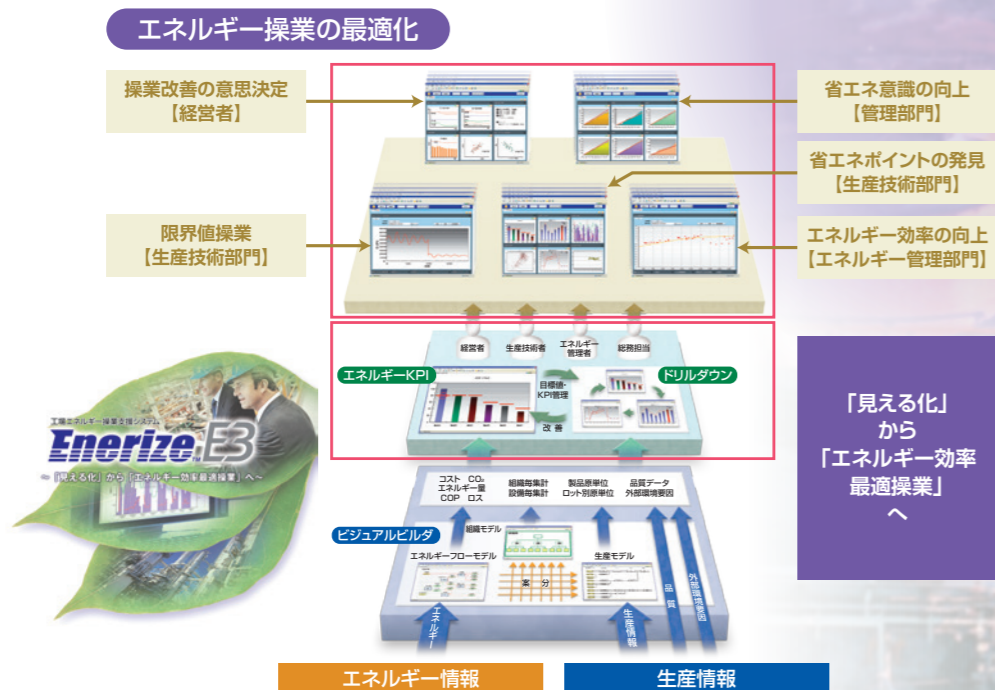 エネルギー操業の最適化
操業改善の意思決定
【経営者】
省エネ意識の向上
【管理部門】
省エネポイントの発見
【生産技術部門】
限界値操業
【生産技術部門】
エネルギー効率の向上
【エネルギー管理部門】
経営者
生産技術者
エネルギー
管理者
総務担当
エネルギーKPI
目標値・
KPI管理
改 善
ドリルダウン
「見える化」
から
「エネルギー効率
最適操業」
へ
工場エネルギー操業支援システム
Enerize E3
～「見える化」から「エネルギー効率最適操業」へ～
コスト CO₂
エネルギー量
COP ロス
組織毎集計
設備毎集計
製品原単位
ロット別原単位
品質データ
外部環境要因
ビジュアルビルダ
組織モデル
エネルギーフローモデル
生産モデル
案 分
エネルギー
生産情報
品質
外部環境要因
エネルギー情報
生産情報